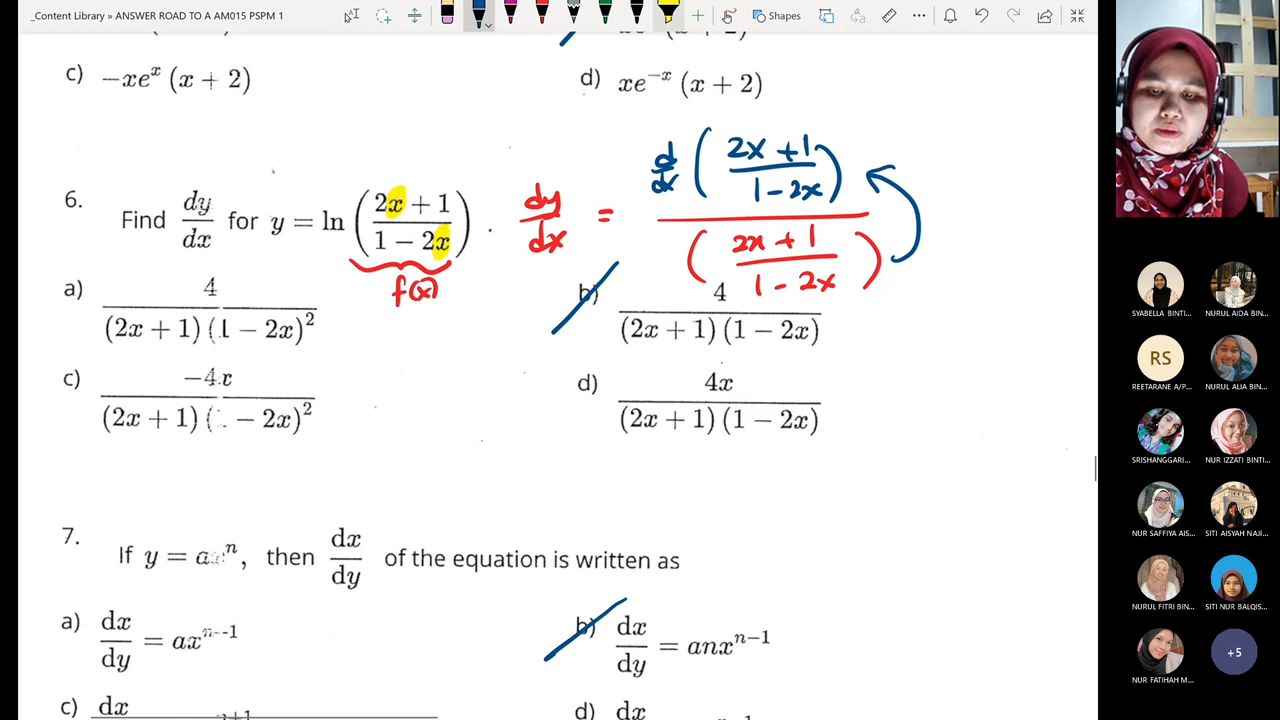 _Content Library » ANSWER ROAD TO A AM015 PSPM 1
Shapes
c) −xeˣ (x + 2)
d) xe⁻ˣ (x + 2)
6.
Find dy/dx for y = ln ( (2x + 1)/(1 − 2x) ) .
f(x)
dy/dx = ( d/dx ( (2x + 1)/(1 − 2x) ) ) / ( (2x + 1)/(1 − 2x) )
a) 4/((2x + 1) (1 − 2x)²)
b) 4/((2x + 1) (1 − 2x))
c) −4x/((2x + 1) ( − 2x)²)
d) 4x/((2x + 1) (1 − 2x))
7.
If y = axⁿ, then dx/dy of the equation is written as
a) dx/dy = axⁿ⁻¹
b) dx/dy = anxⁿ⁻¹
c) dx
d) dx
SYABELLA BINTI...
NURUL AIDA BIN...
RS
REETARANE A/P...
NURUL ALIA BIN...
SRISHANGGARI...
NUR IZZATI BINTI...
NUR SAFFIYA AIS...
SITI AISYAH NAJI...
NURUL FITRI BIN...
SITI NUR BALQIS...
NUR FATIHAH M...
+5